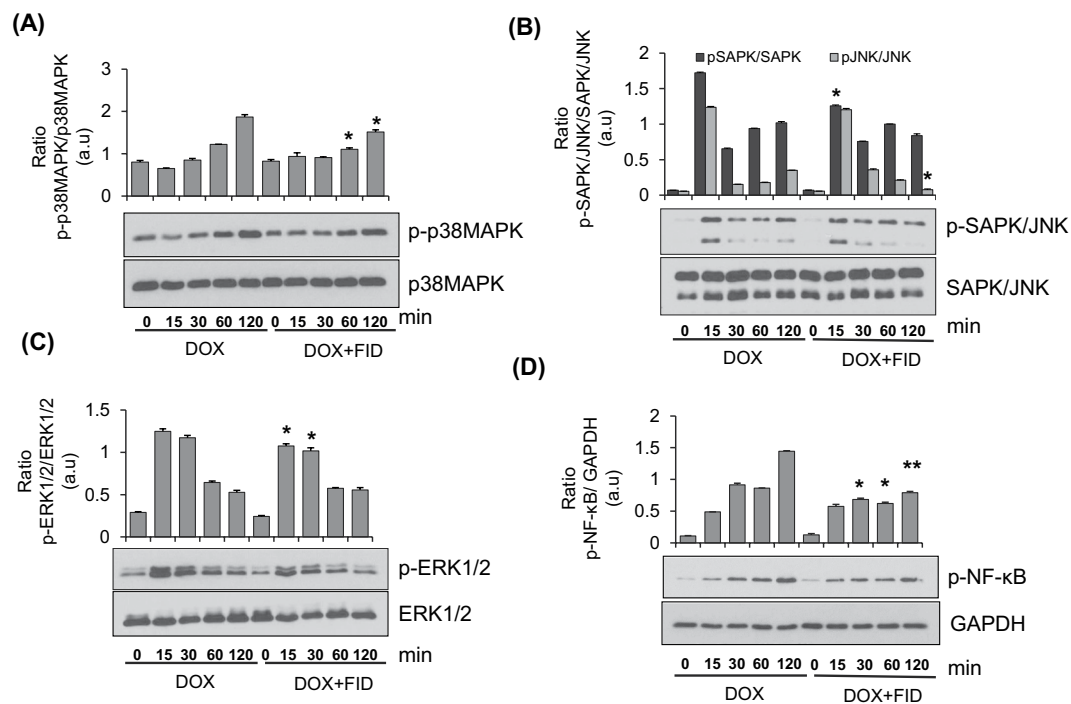 (A)
Ratio
p-p38MAPK/p38MAPK
(a.u)
3
2
1
0
* *
p-p38MAPK
p38MAPK
0 15 30 60 120 0 15 30 60 120 min
DOX DOX+FID
(B)
Ratio
p-SAPK/JNK/SAPK/JNK
(a.u)
2
1.5
1
0.5
0
pSAPK/SAPK pJNK/JNK
* *
p-SAPK/JNK
SAPK/JNK
0 15 30 60 120 0 15 30 60 120 min
DOX DOX+FID
(C)
Ratio
p-ERK1/2/ERK1/2
(a.u)
1.5
1
0.5
0
* *
p-ERK1/2
ERK1/2
0 15 30 60 120 0 15 30 60 120 min
DOX DOX+FID
(D)
Ratio
p-NF-κB/ GAPDH
(a.u)
2
1.5
1
0.5
0
* * **
p-NF-κB
GAPDH
0 15 30 60 120 0 15 30 60 120 min
DOX DOX+FID